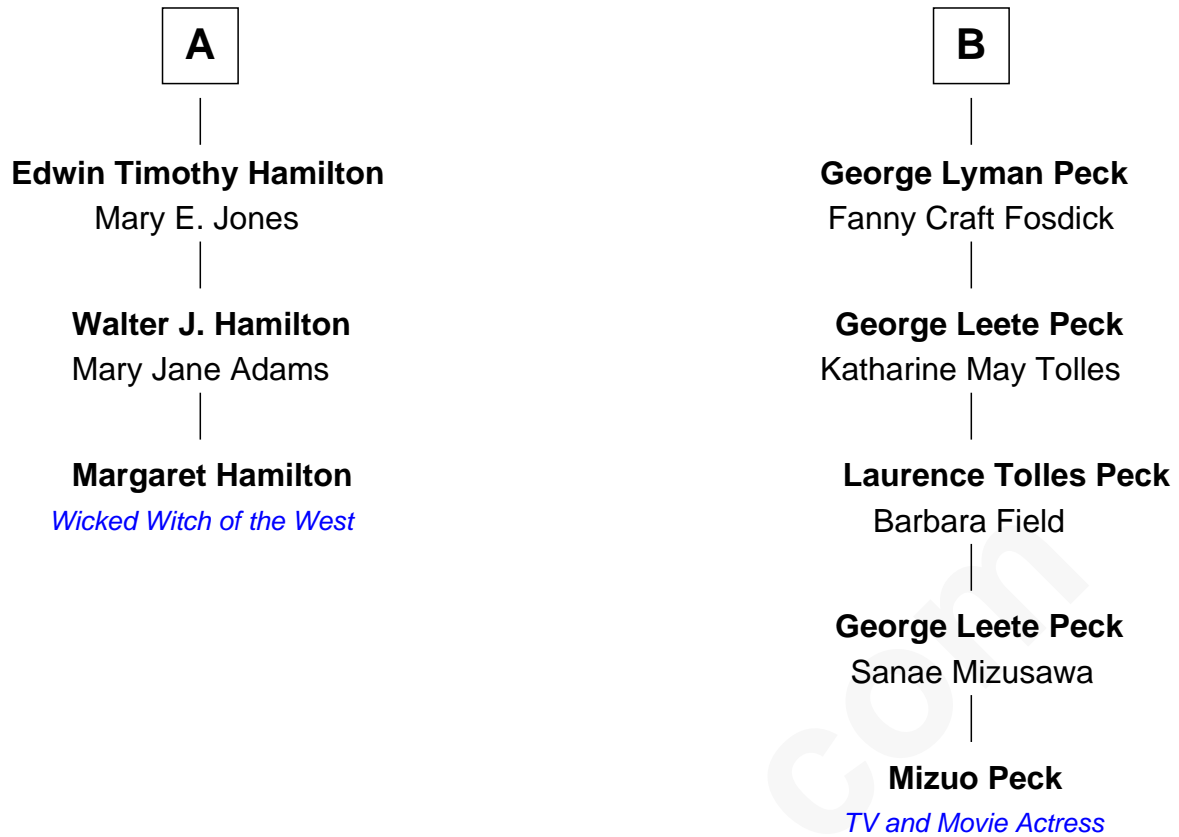 A
Edwin Timothy Hamilton
Mary E. Jones
Walter J. Hamilton
Mary Jane Adams
Margaret Hamilton
Wicked Witch of the West
B
George Lyman Peck
Fanny Craft Fosdick
George Leete Peck
Katharine May Tolles
Laurence Tolles Peck
Barbara Field
George Leete Peck
Sanae Mizusawa
Mizuo Peck
TV and Movie Actress
com